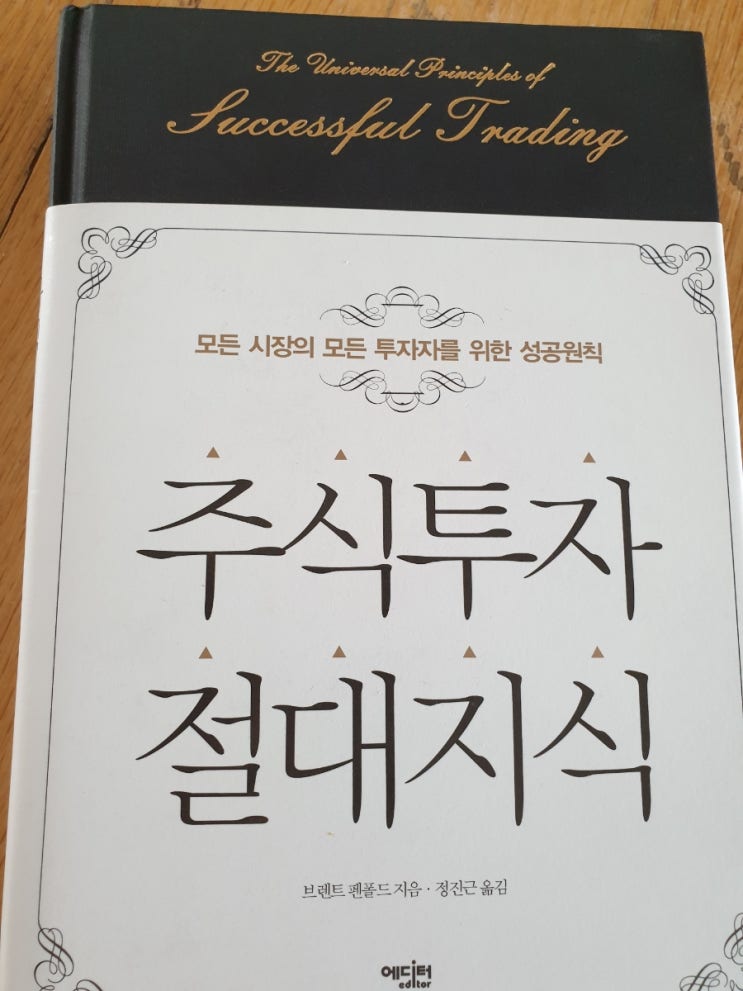 The Universal Principles of
Successful Trading
모든 시장의 모든 투자자를 위한 성공원칙
주식투자
절대지식
브렌트 펜폴드 지음 · 정진근 옮김
에디터
editor